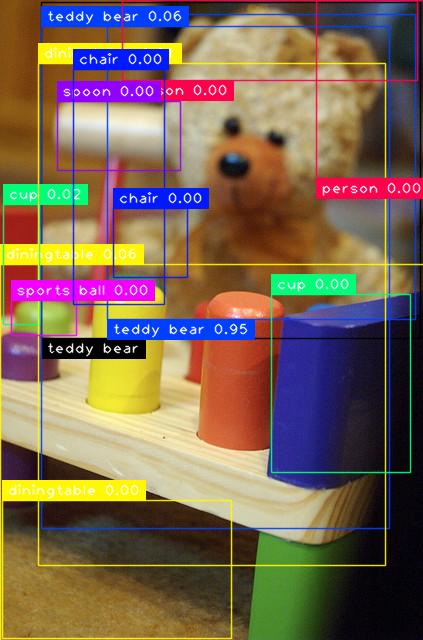 teddy bear 0.06
dini
chair 0.00
spoon 0.00
son 0.00
cup 0.02
person 0.00
chair 0.00
diningtable 0.06
cup 0.00
sports ball 0.00
teddy bear 0.95
teddy bear
diningtable 0.00